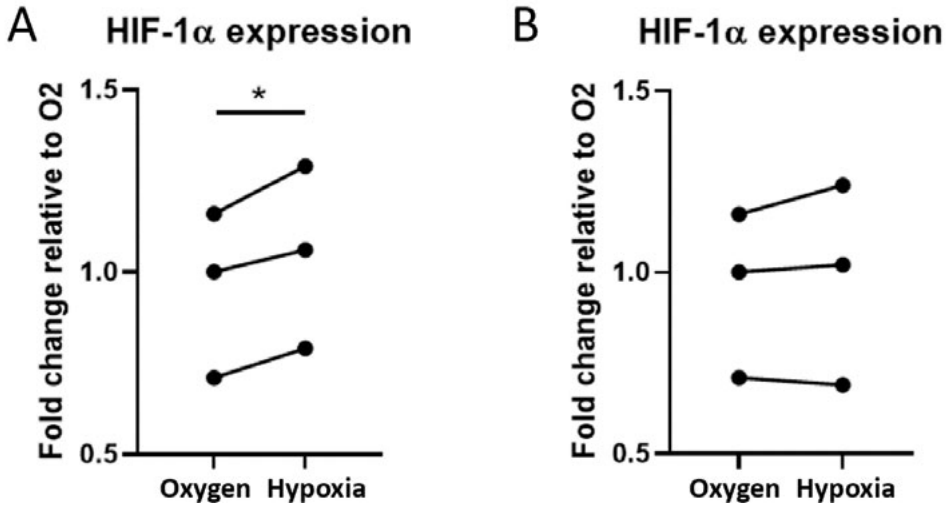 A
HIF-1α expression
Fold change relative to O2
1.5
*
1.0
0.5
Oxygen Hypoxia
B
HIF-1α expression
Fold change relative to O2
1.5
1.0
0.5
Oxygen Hypoxia